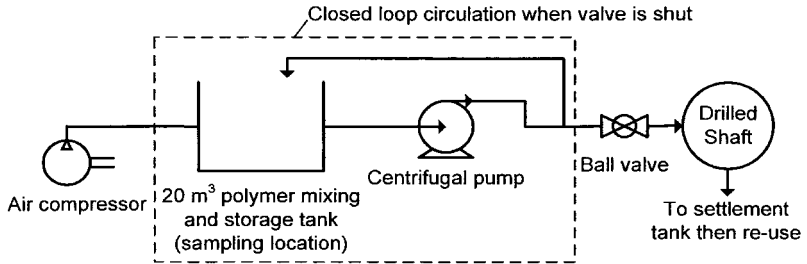 Closed loop circulation when valve is shut
Drilled
Shaft
Ball valve
Centrifugal pump
Air compressor
20 m³ polymer mixing
and storage tank
(sampling location)
To settlement
tank then re-use